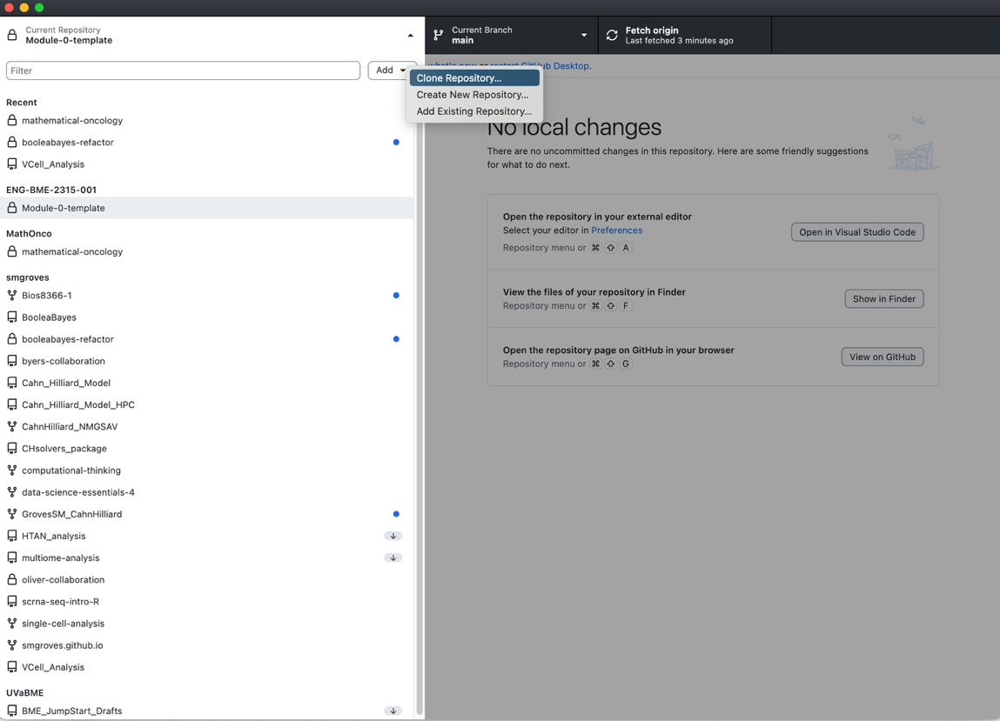 Current Repository
Module-0-template
Current Branch
main
Fetch origin
Last fetched 3 minutes ago
Filter
Add
what's new or restart GitHub Desktop.
Clone Repository...
Create New Repository...
Add Existing Repository...
Recent
mathematical-oncology
booleabayes-refactor
VCell_Analysis
ENG-BME-2315-001
Module-0-template
MathOnco
mathematical-oncology
smgroves
Bios8366-1
BooleaBayes
booleabayes-refactor
byers-collaboration
Cahn_Hilliard_Model
Cahn_Hilliard_Model_HPC
CahnHilliard_NMGSAV
CHsolvers_package
computational-thinking
data-science-essentials-4
GrovesSM_CahnHilliard
HTAN_analysis
multiome-analysis
oliver-collaboration
scrna-seq-intro-R
single-cell-analysis
smgroves.github.io
VCell_Analysis
UVaBME
BME_JumpStart_Drafts
No local changes
There are no uncommitted changes in this repository. Here are some friendly suggestions
for what to do next.
Open the repository in your external editor
Select your editor in Preferences
Repository menu or ⌘ ⇧ A
Open in Visual Studio Code
View the files of your repository in Finder
Repository menu or ⌘ ⇧ F
Show in Finder
Open the repository page on GitHub in your browser
Repository menu or ⌘ ⇧ G
View on GitHub